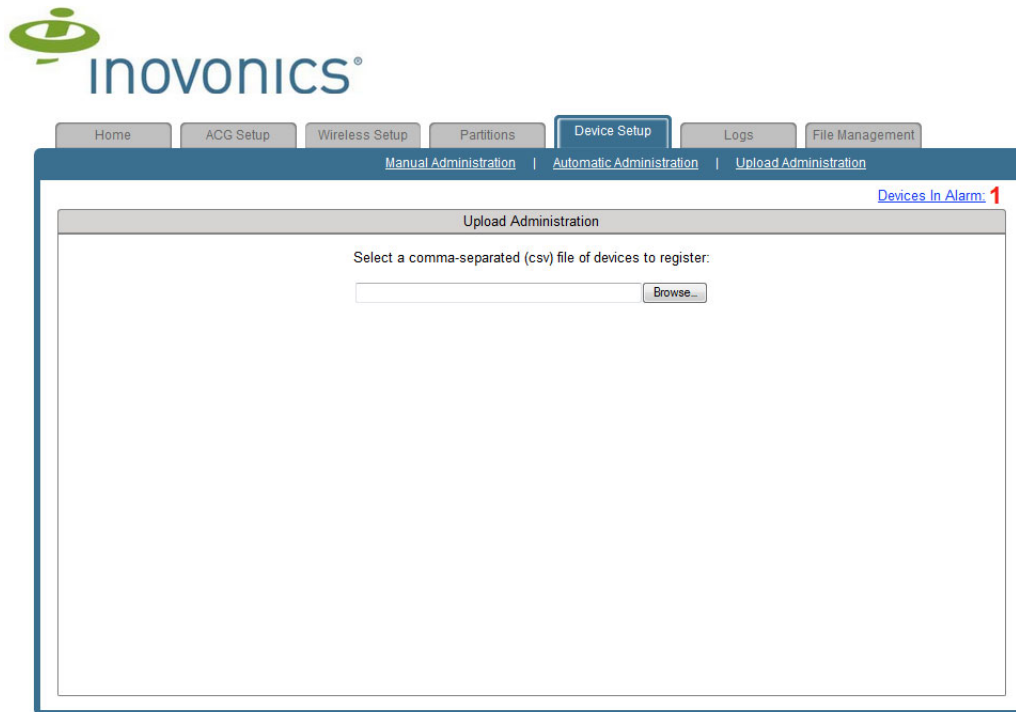 inovonics®
Home ACG Setup Wireless Setup Partitions Device Setup Logs File Management
Manual Administration | Automatic Administration | Upload Administration
Devices In Alarm: 1
Upload Administration
Select a comma-separated (csv) file of devices to register:
Browse...